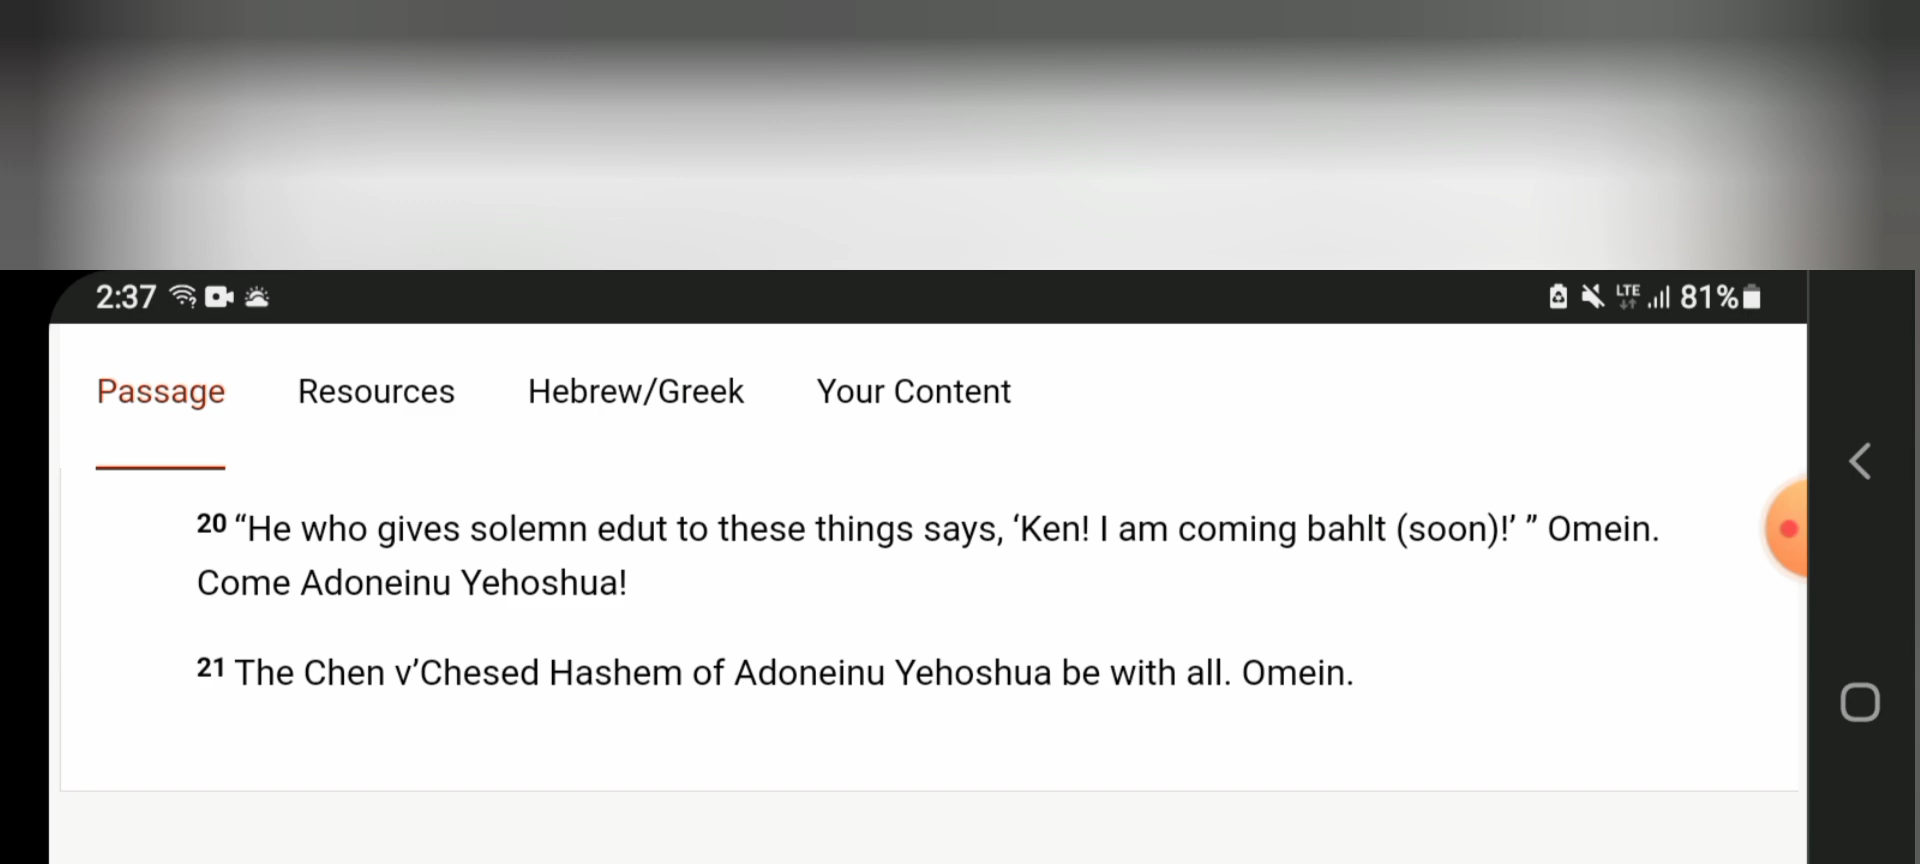 2:37 LTE 81%
Passage Resources Hebrew/Greek Your Content
20 “He who gives solemn edut to these things says, ‘Ken! I am coming bahlt (soon)!’ ” Omein.
Come Adoneinu Yehoshua!
21 The Chen v’Chesed Hashem of Adoneinu Yehoshua be with all. Omein.